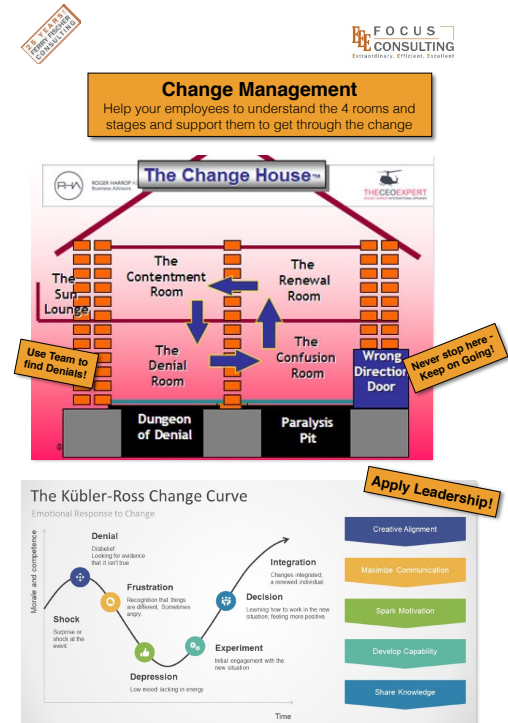 25 YEARS!
FERRY FISCHER
CONSULTING
FOCUS
CONSULTING
Extraordinary. Efficient. Excellent
Change Management
Help your employees to understand the 4 rooms and
stages and support them to get through the change
RHA
ROGER HARROP
Business Advisors
The Change House™
THECEOEXPERT
The
Contentment
Room
The
Renewal
Room
The
Sun
Lounge
The
Denial
Room
The
Confusion
Room
Wrong
Direction
Door
Use Team to
find Denials!
Never stop here -
Keep on Going!
Dungeon
of Denial
Paralysis
Pit
The Kübler-Ross Change Curve
Emotional Response to Change
Apply Leadership!
Morale and competence
Denial
Disbelief:
Looking for evidence
that it isn't true
Frustration
Recognition that things
are different. Sometimes
angry.
Shock
Surprise or
shock at the
event
Depression
Low mood: lacking in energy
Experiment
Initial engagement with the
new situation
Decision
Learning how to work in the new
situation; feeling more positive.
Integration
Changes integrated;
a renewed individual.
Time
Creative Alignment
Maximize Communication
Spark Motivation
Develop Capability
Share Knowledge